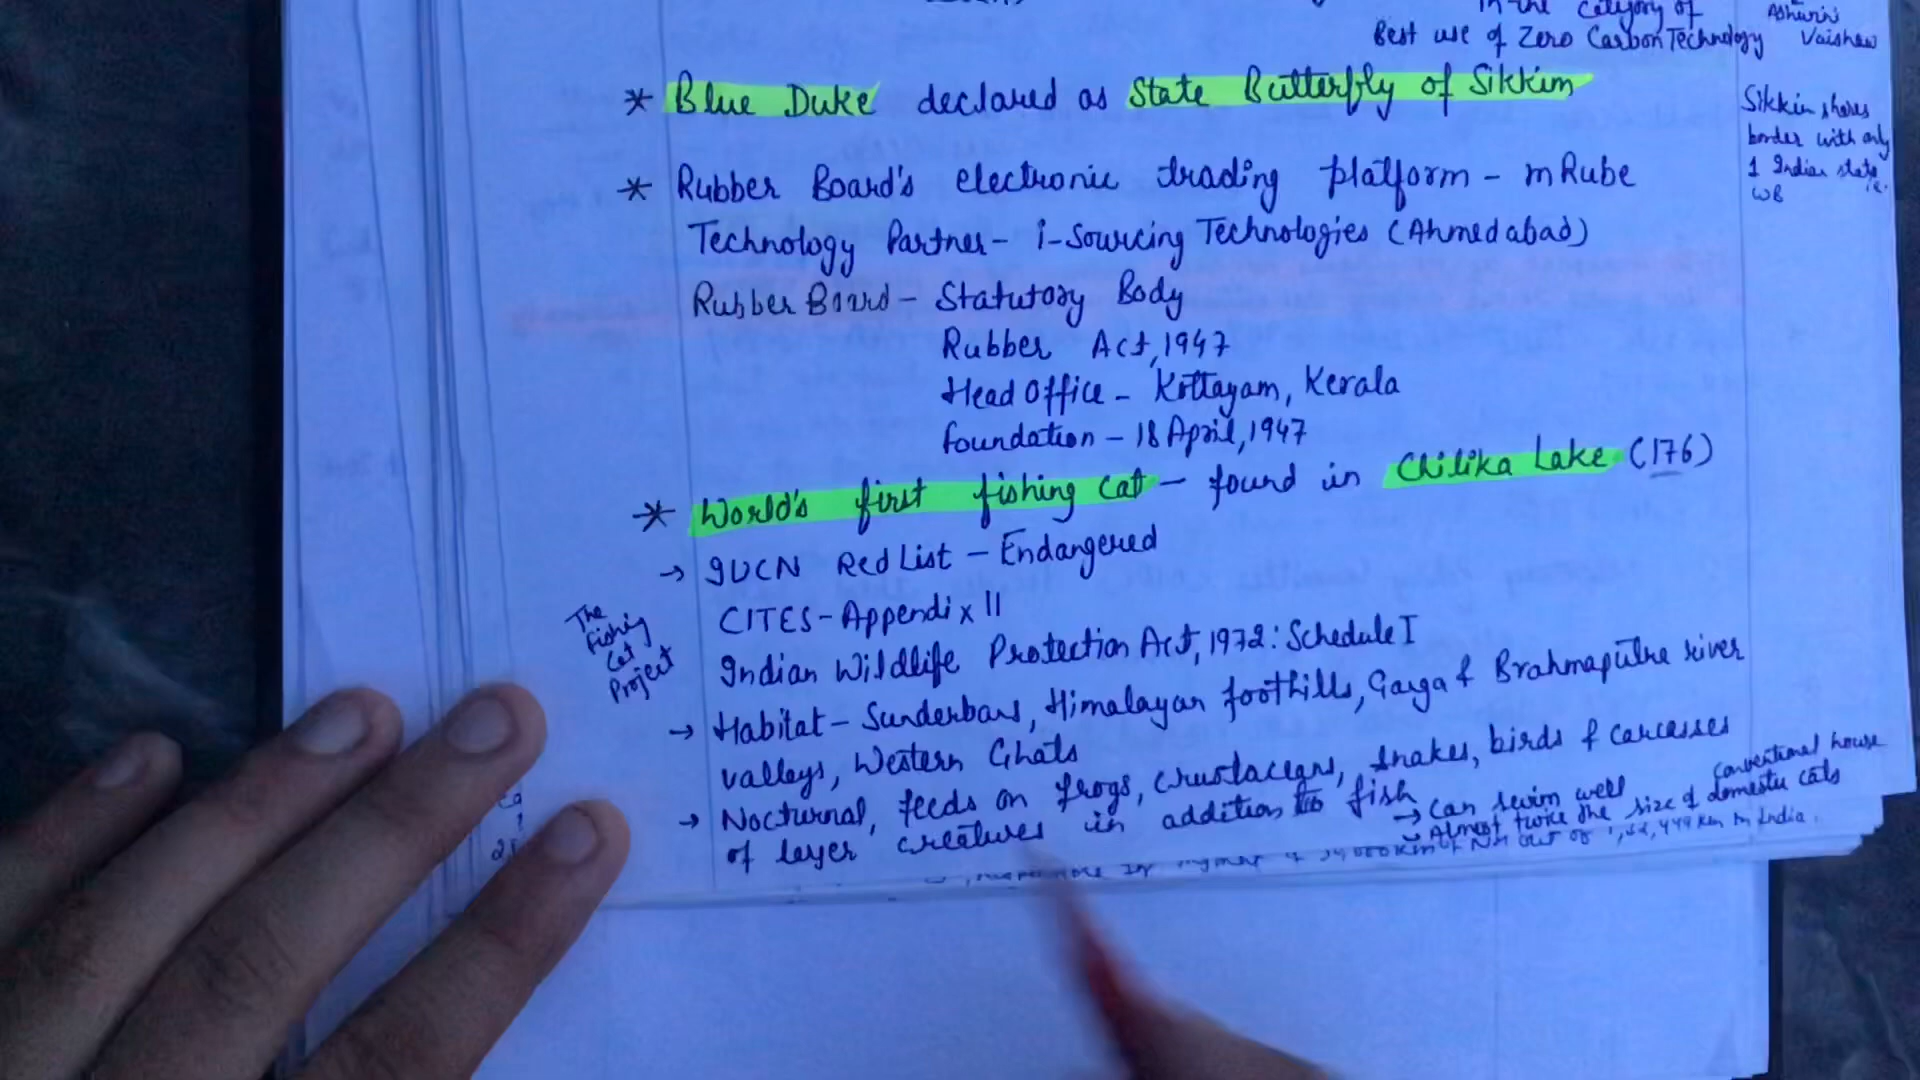 in the category of
Best use of Zero Carbon Technology
Ashwini
Vaishnaw
* Blue Duke declared as State Butterfly of Sikkim
Sikkim shares
border with only
1 Indian state
i.e.
WB
* Rubber Board's electronic trading platform - mRube
Technology Partner - i-Sourcing Technologies (Ahmedabad)
Rubber Board - Statutory Body
Rubber Act, 1947
Head Office - Kottayam, Kerala
foundation - 18 April, 1947
* World's first fishing cat - found in Chilika Lake (176)
→ IUCN Red List - Endangered
CITES - Appendix II
Indian Wildlife Protection Act, 1972: Schedule I
The
Fishing
Cat
Project
→ Habitat - Sunderbans, Himalayan foothills, Ganga & Brahmaputra river
valleys, Western Ghats
→ Nocturnal, feeds on frogs, crustaceans, snakes, birds & carcasses
of layer creatures in addition to fish
→ Can swim well
→ Almost twice the size of domestic cats
conventional house